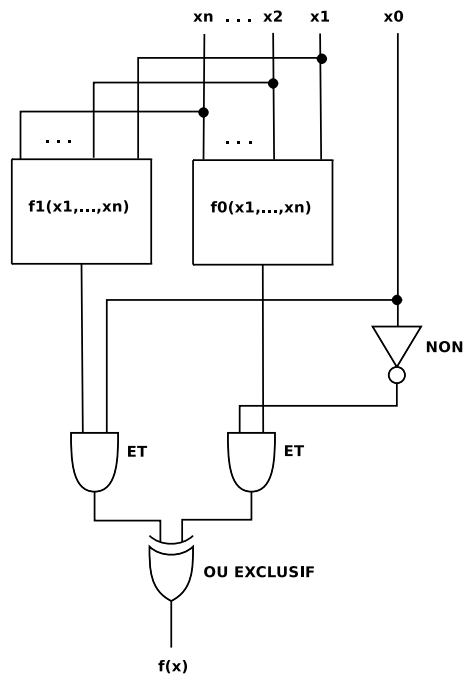 xn ... x2 x1 x0
... ...
f1(x1,...,xn) f0(x1,...,xn)
NON
ET ET
OU EXCLUSIF
f(x)